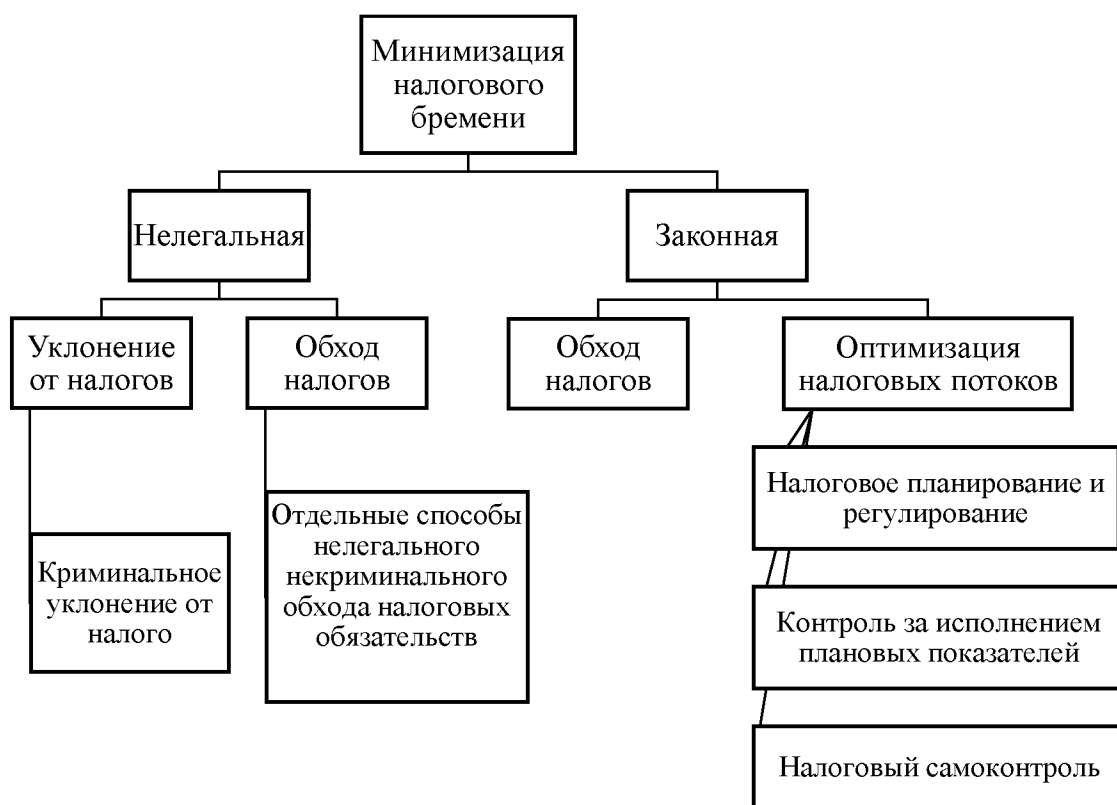 Минимизация
налогового
бремени
Нелегальная
Законная
Уклонение
от налогов
Обход
налогов
Обход
налогов
Оптимизация
налоговых потоков
Криминальное
уклонение от
налого
Отдельные способы
нелегального
некриминального
обхода налоговых
обязательств
Налоговое планирование и
регулирование
Контроль за исполнением
плановых показателей
Налоговый самоконтроль